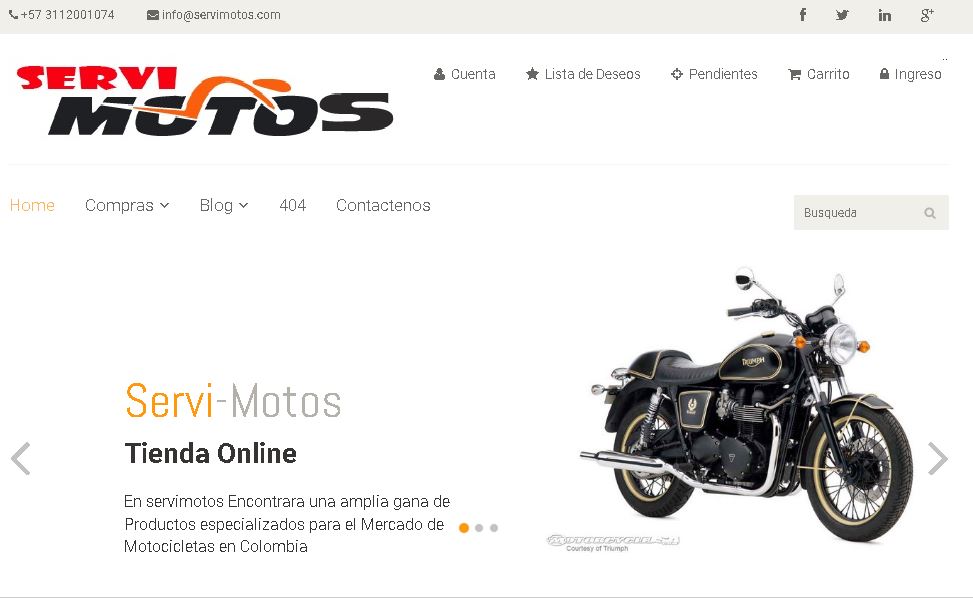 +57 3112001074 info@servimotos.com
SERVI
MOTOS
Cuenta Lista de Deseos Pendientes Carrito Ingreso ..
Home Compras Blog 404 Contactenos
Busqueda
TRIUMPH
Servi-Motos
Tienda Online
En servimotos Encontrara una amplia gana de
Productos especializados para el Mercado de
Motocicletas en Colombia
MOTORCYCLE-USA
Courtesy of Triumph